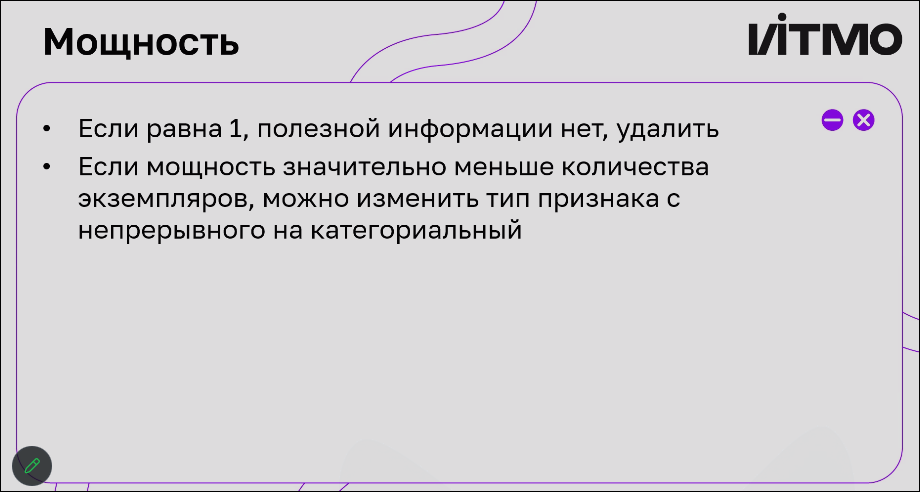 Мощность
ИTMO
• Если равна 1, полезной информации нет, удалить
• Если мощность значительно меньше количества
экземпляров, можно изменить тип признака с
непрерывного на категориальный